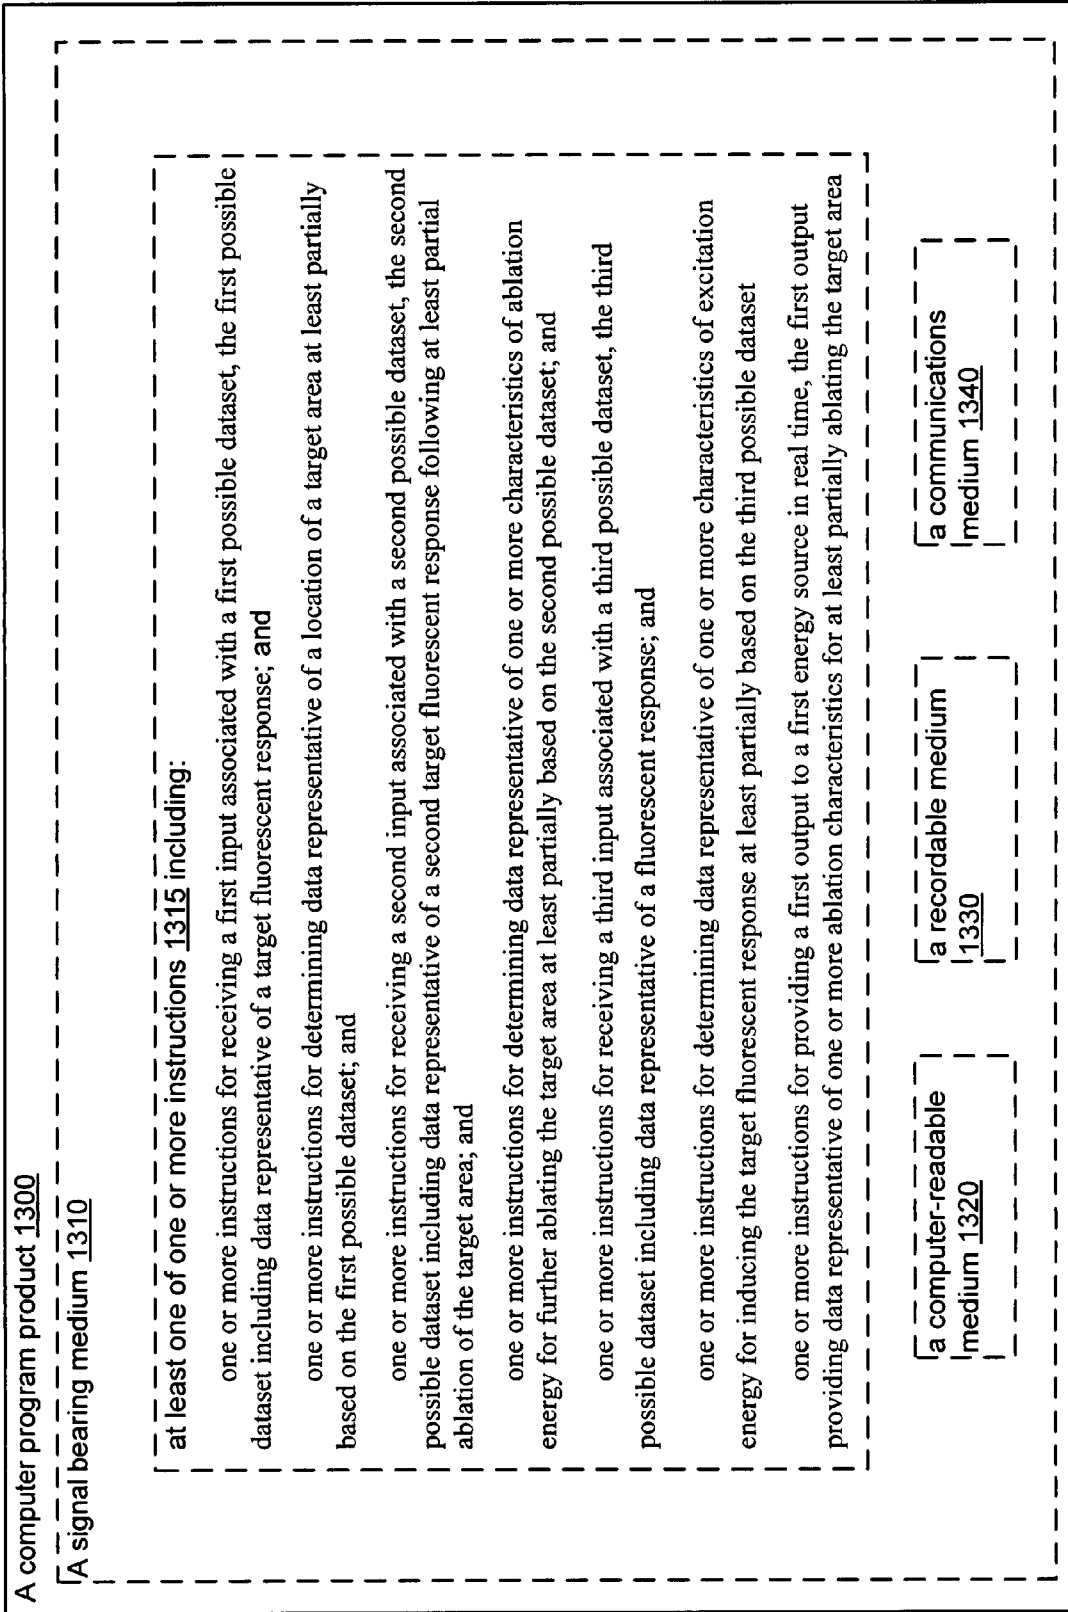 A computer program product 1300
A signal bearing medium 1310
at least one of one or more instructions 1315 including:
one or more instructions for receiving a first input associated with a first possible dataset, the first possible
dataset including data representative of a target fluorescent response; and
one or more instructions for determining data representative of a location of a target area at least partially
based on the first possible dataset; and
one or more instructions for receiving a second input associated with a second possible dataset, the second
possible dataset including data representative of a second target fluorescent response following at least partial
ablation of the target area; and
one or more instructions for determining data representative of one or more characteristics of ablation
energy for further ablating the target area at least partially based on the second possible dataset; and
one or more instructions for receiving a third input associated with a third possible dataset, the third
possible dataset including data representative of a fluorescent response; and
one or more instructions for determining data representative of one or more characteristics of excitation
energy for inducing the target fluorescent response at least partially based on the third possible dataset
one or more instructions for providing a first output to a first energy source in real time, the first output
providing data representative of one or more ablation characteristics for at least partially ablating the target area
a computer-readable
medium 1320
a recordable medium
1330
a communications
medium 1340